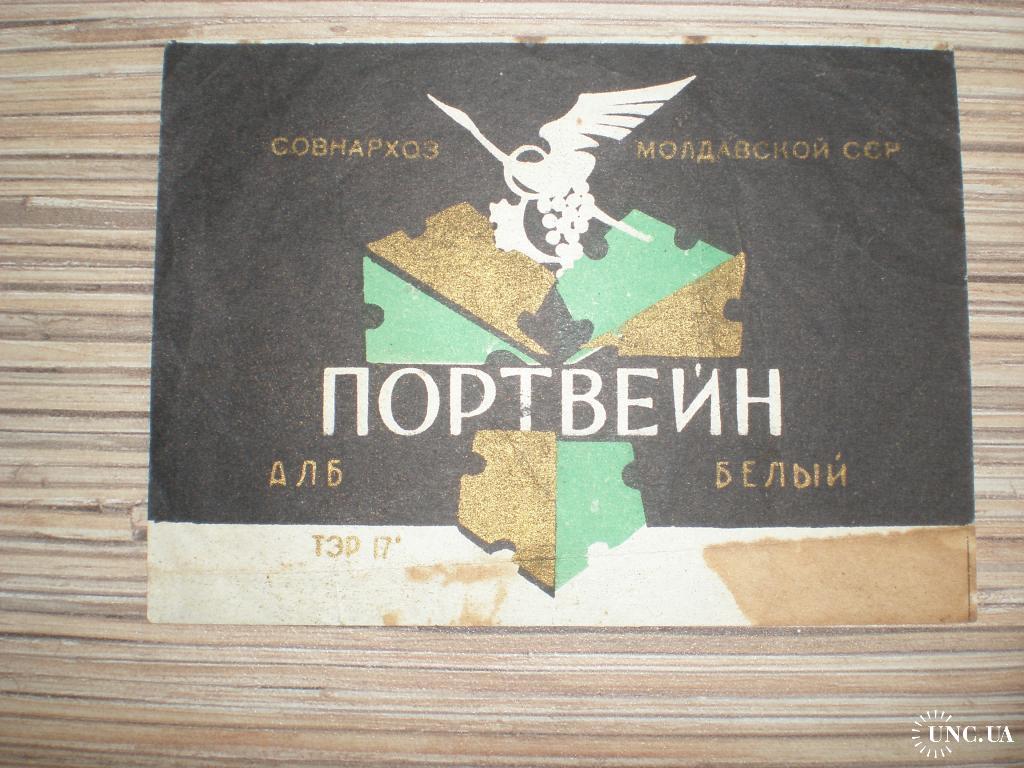 СОВНАРХОЗ МОЛДАВСКОЙ ССР
ПОРТВЕЙН
АЛБ БЕЛЫЙ
ТЭР 17°
UNC.UA